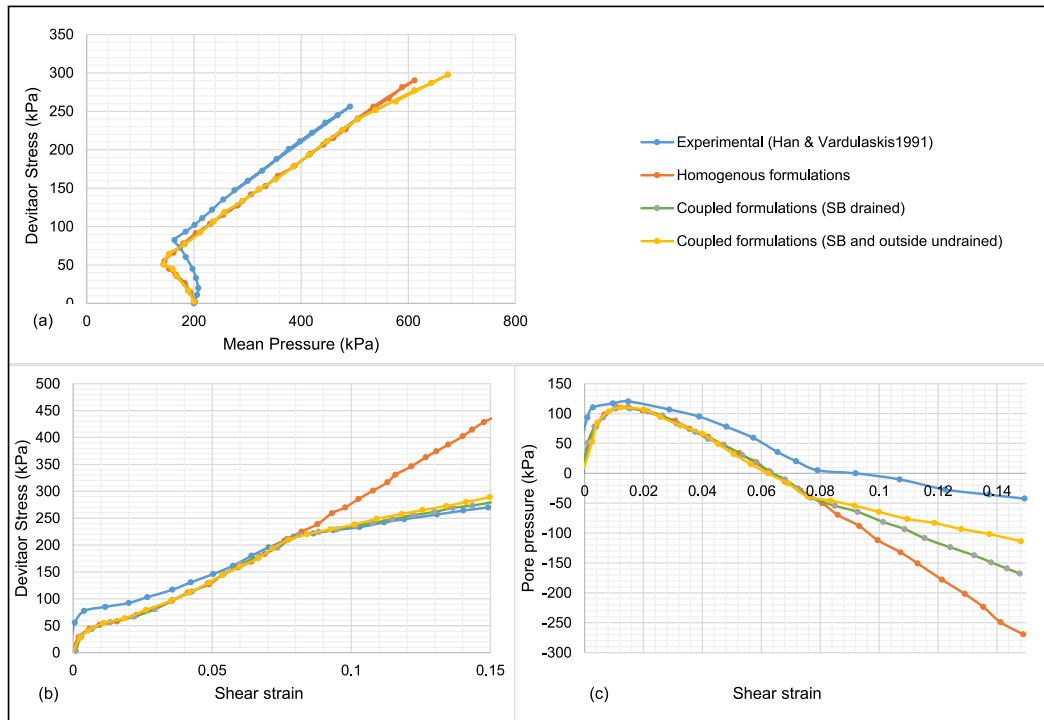 350
300
250
200
150
100
50
0
Devitaor Stress (kPa)
0 200 400 600 800
(a)
Mean Pressure (kPa)
Experimental (Han & Vardulaskis1991)
Homogenous formulations
Coupled formulations (SB drained)
Coupled formulations (SB and outside undrained)
500
450
400
350
300
250
200
150
100
50
0
Devitaor Stress (kPa)
0 0.05 0.1 0.15
(b)
Shear strain
150
100
50
0
-50
-100
-150
-200
-250
-300
Pore pressure (kPa)
0 0.02 0.04 0.06 0.08 0.1 0.12 0.14
(c)
Shear strain